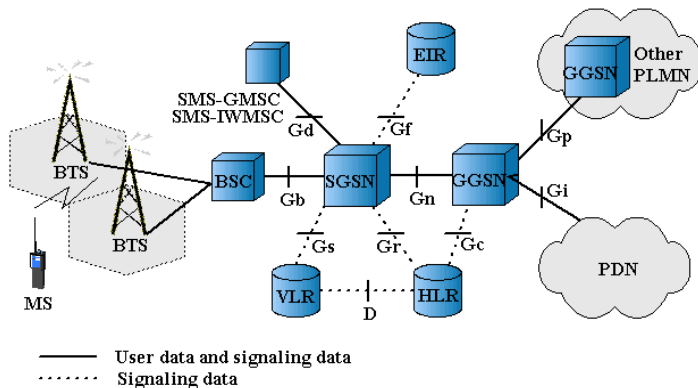 EIR
Other
GGSN PLMN
SMS-GMSC
SMS-IWMSC
Gd
Gf
Gp
BTS
BSC
SGSN
GGSN
Gi
Gb
Gn
BTS
Gs
Gr
Gc
PDN
MS
VLR
HLR
D
User data and signaling data
Signaling data